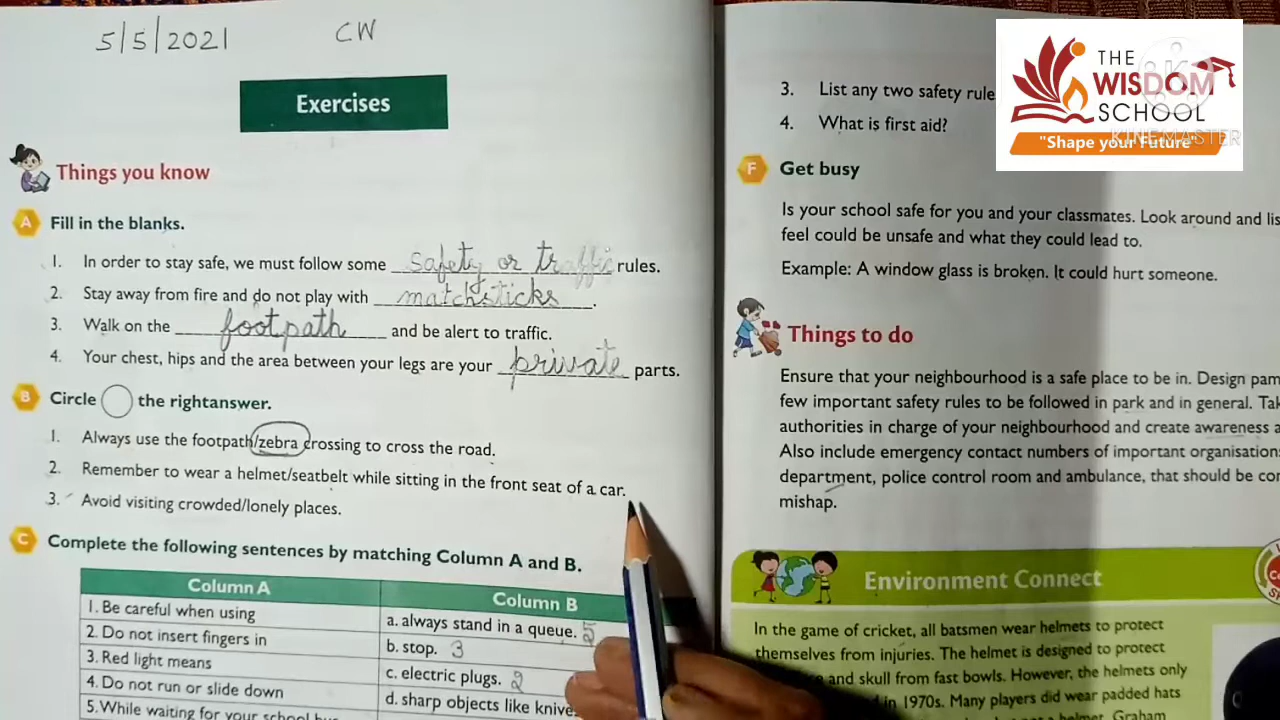 5/5/2021 CW
Exercises
Things you know
A Fill in the blanks.
1. In order to stay safe, we must follow some safety or traffic rules.
2. Stay away from fire and do not play with matchsticks.
3. Walk on the footpath and be alert to traffic.
4. Your chest, hips and the area between your legs are your private parts.
B Circle the rightanswer.
1. Always use the footpath/zebra crossing to cross the road.
2. Remember to wear a helmet/seatbelt while sitting in the front seat of a car.
3. Avoid visiting crowded/lonely places.
C Complete the following sentences by matching Column A and B.
Column A Column B
1. Be careful when using
a. always stand in a queue. 5
2. Do not insert fingers in
b. stop. 3
3. Red light means
c. electric plugs. 2
4. Do not run or slide down
d. sharp objects like
5. While waiting for your school
3. List any two safety
4. What is first aid?
F Get busy
Is your school safe for you and your classmates. Look around and
feel could be unsafe and what they could lead to.
Example: A window glass is broken. It could hurt someone.
Things to do
Ensure that your neighbourhood is a safe place to be in. Design
few important safety rules to be followed in park and in general.
authorities in charge of your neighbourhood and create awareness
Also include emergency contact numbers of important
department, police control room and ambulance, that should be
mishap.
Environment Connect
In the game of cricket, all batsmen wear helmets to protect
themselves from injuries. The helmet is designed to protect
and skull from fast bowls. However, the helmets only
in 1970s. Many players did wear padded hats
helmet. Graham
THE
WISDOM
SCHOOL
"Shape your Future"
KINEMASTER